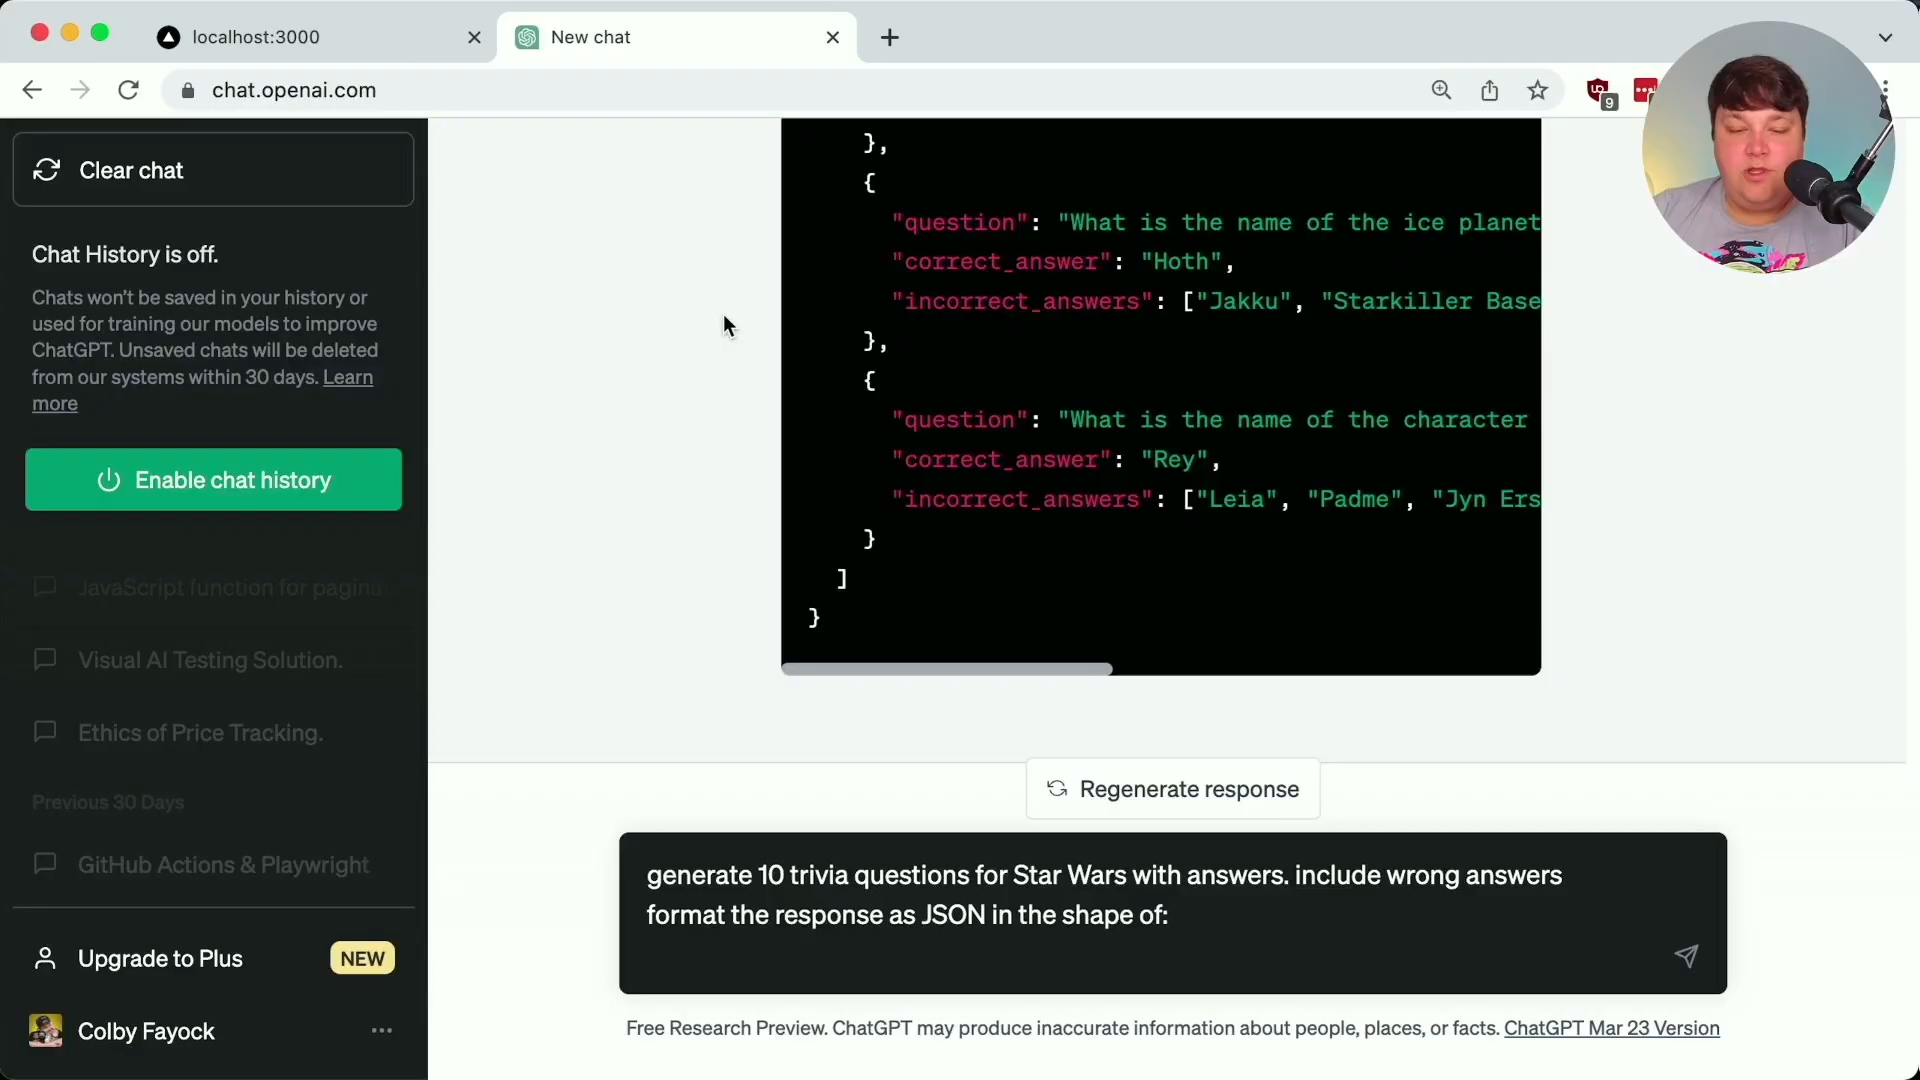 localhost:3000
New chat
chat.openai.com
9
Clear chat
Chat History is off.
Chats won't be saved in your history or
used for training our models to improve
ChatGPT. Unsaved chats will be deleted
from our systems within 30 days. Learn
more
Enable chat history
JavaScript function for pagina
Visual AI Testing Solution.
Ethics of Price Tracking.
Previous 30 Days
GitHub Actions & Playwright
Upgrade to Plus NEW
Colby Fayock
},
{
"question": "What is the name of the ice planet
"correct_answer": "Hoth",
"incorrect_answers": ["Jakku", "Starkiller Base
},
{
"question": "What is the name of the character
"correct_answer": "Rey",
"incorrect_answers": ["Leia", "Padme", "Jyn Ers
}
]
}
Regenerate response
generate 10 trivia questions for Star Wars with answers. include wrong answers
format the response as JSON in the shape of:
Free Research Preview. ChatGPT may produce inaccurate information about people, places, or facts. ChatGPT Mar 23 Version